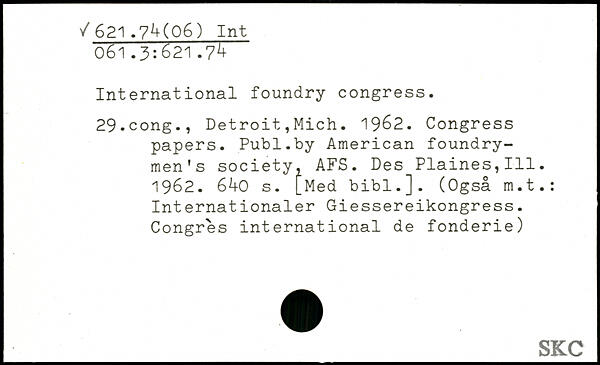 √ 621.74(06) Int
061.3:621.74
International foundry congress.
29.cong., Detroit,Mich. 1962. Congress
papers. Publ.by American foundry-
men's society, AFS. Des Plaines,Ill.
1962. 640 s. [Med bibl.]. (Også m.t.:
Internationaler Giessereikongress.
Congrès international de fonderie)
SKC